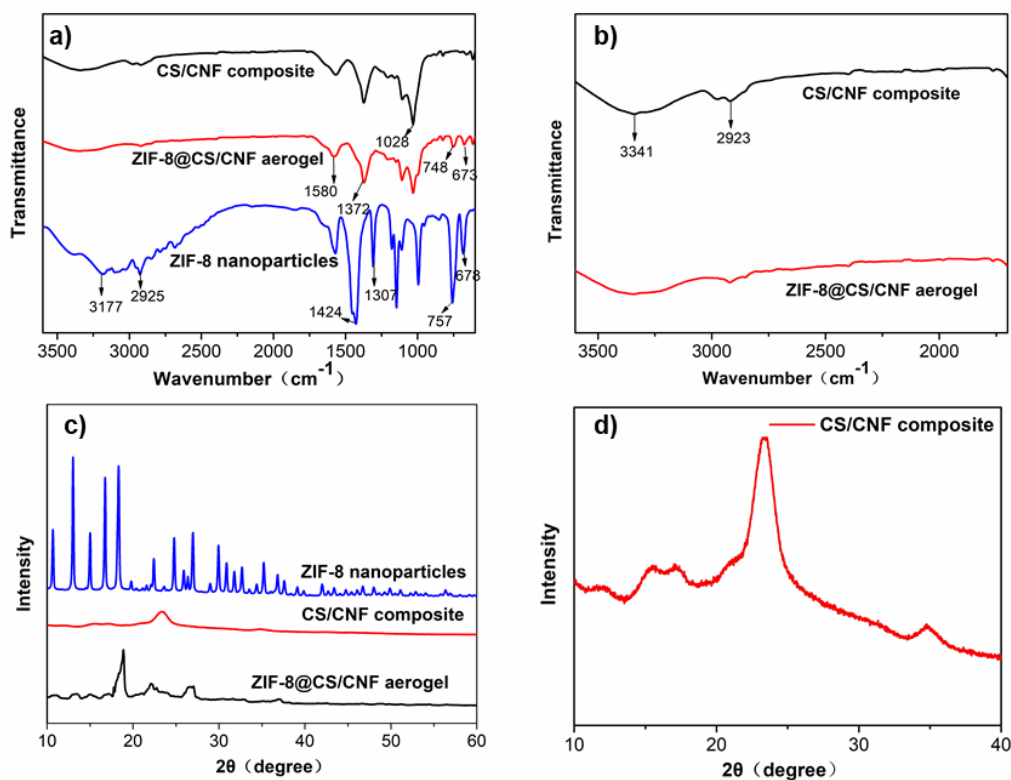 a)
CS/CNF composite
1028
ZIF-8@CS/CNF aerogel
748
673
1580
1372
ZIF-8 nanoparticles
3177
2925
1424
1307
757
678
Transmittance
3500 3000 2500 2000 1500 1000
Wavenumber（cm-1）
b)
CS/CNF composite
3341
2923
ZIF-8@CS/CNF aerogel
Transmittance
3500 3000 2500 2000
Wavenumber（cm-1）
c)
ZIF-8 nanoparticles
CS/CNF composite
ZIF-8@CS/CNF aerogel
Intensity
10 20 30 40 50 60
2θ（degree）
d)
CS/CNF composite
Intensity
10 20 30 40
2θ（degree）